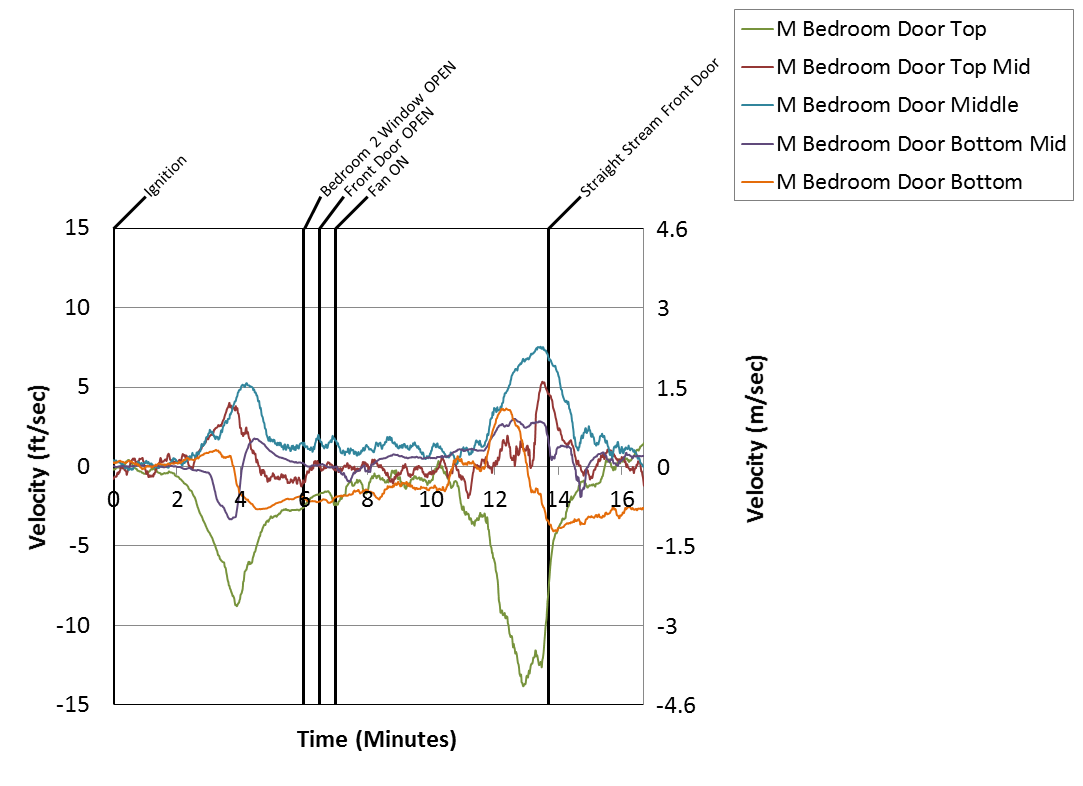 M Bedroom Door Top
M Bedroom Door Top Mid
M Bedroom Door Middle
M Bedroom Door Bottom Mid
M Bedroom Door Bottom
Ignition
Bedroom 2 Window OPEN
Front Door OPEN
Fan ON
Straight Stream Front Door
15
10
5
0
-5
-10
-15
Velocity (ft/sec)
0 2 4 6 8 10 12 14 16
4.6
3
1.5
0
-1.5
-3
-4.6
Velocity (m/sec)
Time (Minutes)